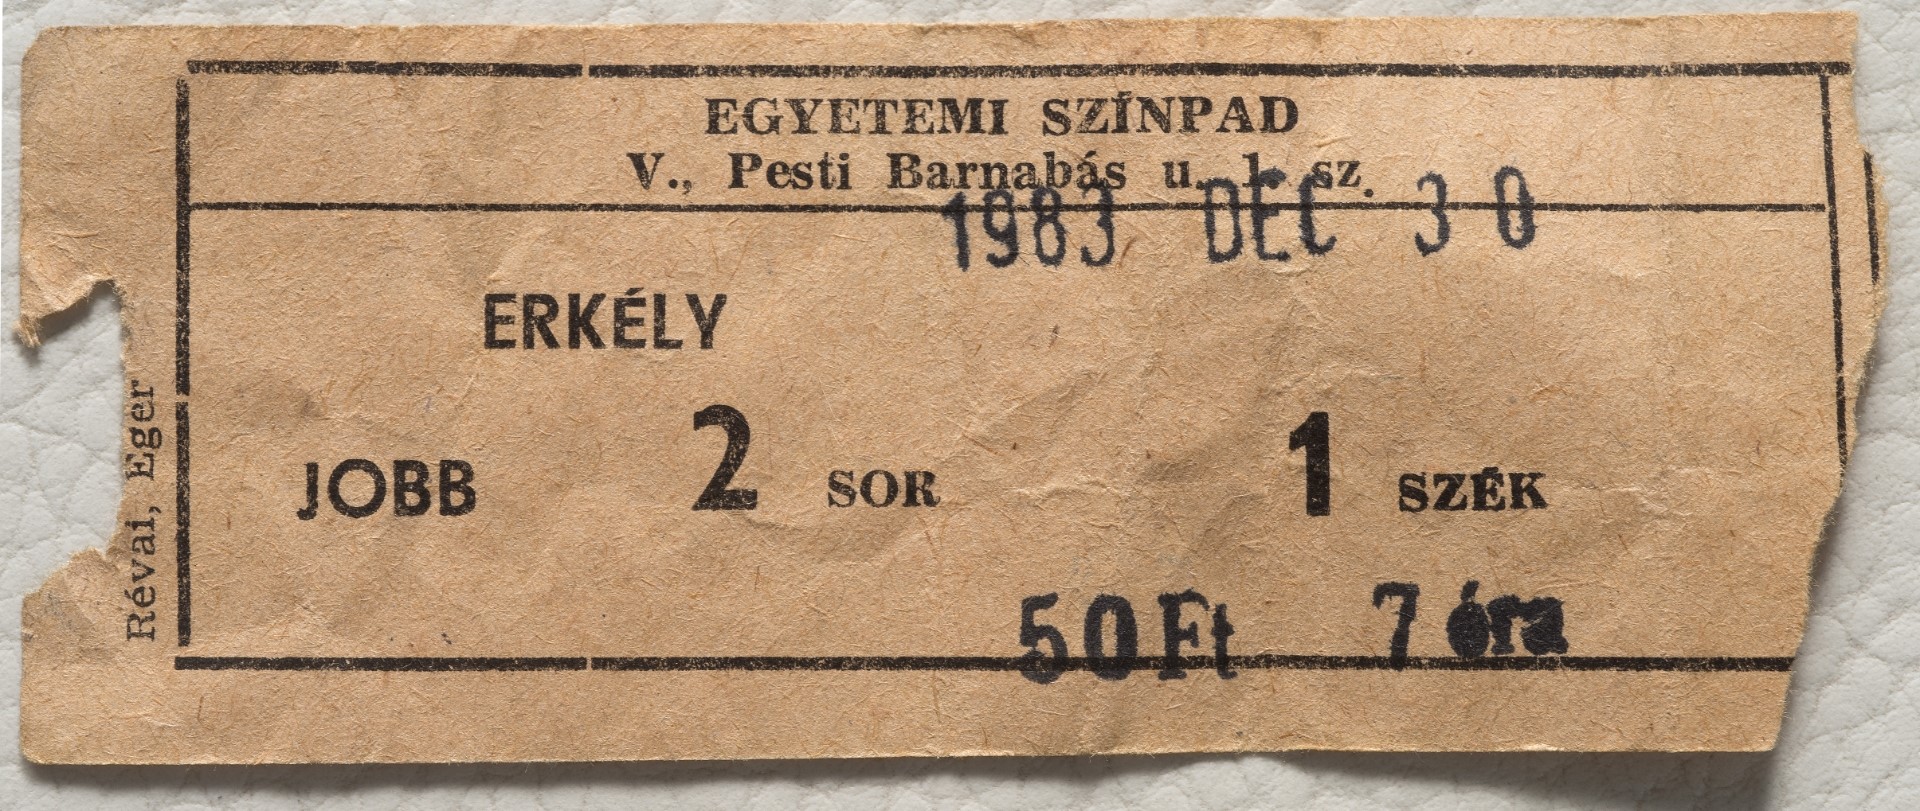 EGYETEMI SZÍNPAD
V., Pesti Barnabás u. 1. sz.
1983 DEC 30
ERKÉLY
JOBB 2 SOR 1 SZÉK
50 Ft 7 óra
Révai, Eger